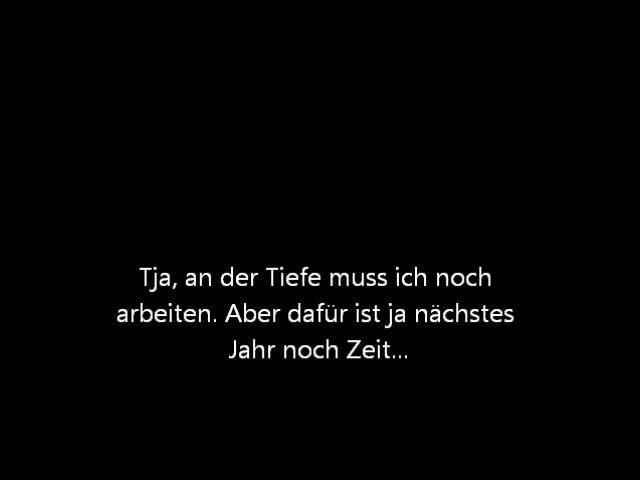 Tja, an der Tiefe muss ich noch
arbeiten. Aber dafür ist ja nächstes
Jahr noch Zeit...